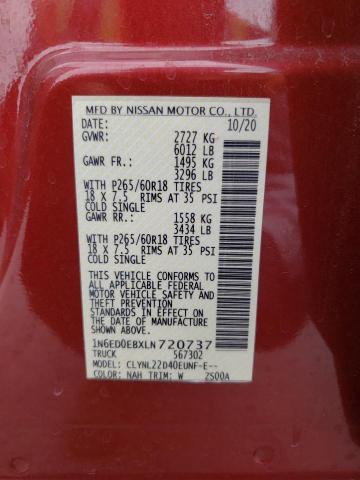 MFD BY NISSAN MOTOR CO., LTD.
DATE: 10/20
GVWR: 2727 KG
6012 LB
GAWR FR: 1495 KG
3296 LB
WITH P265/60R18 TIRES
18 X 7.5 RIMS AT 35 PSI
COLD SINGLE
GAWR RR: 1558 KG
3434 LB
WITH P265/60R18 TIRES
18 X 7.5 RIMS AT 35 PSI
COLD SINGLE
THIS VEHICLE CONFORMS TO
ALL APPLICABLE FEDERAL
MOTOR VEHICLE SAFETY
AND THEFT PREVENTION
STANDARDS IN EFFECT ON
THE DATE OF MANUFACTURE
SHOWN ABOVE.
1N6ED0EBXLN720737
TRUCK 567302
MODEL: CLYNL22D40EUNF-E--
COLOR: NAH TRIM: W 2S00A